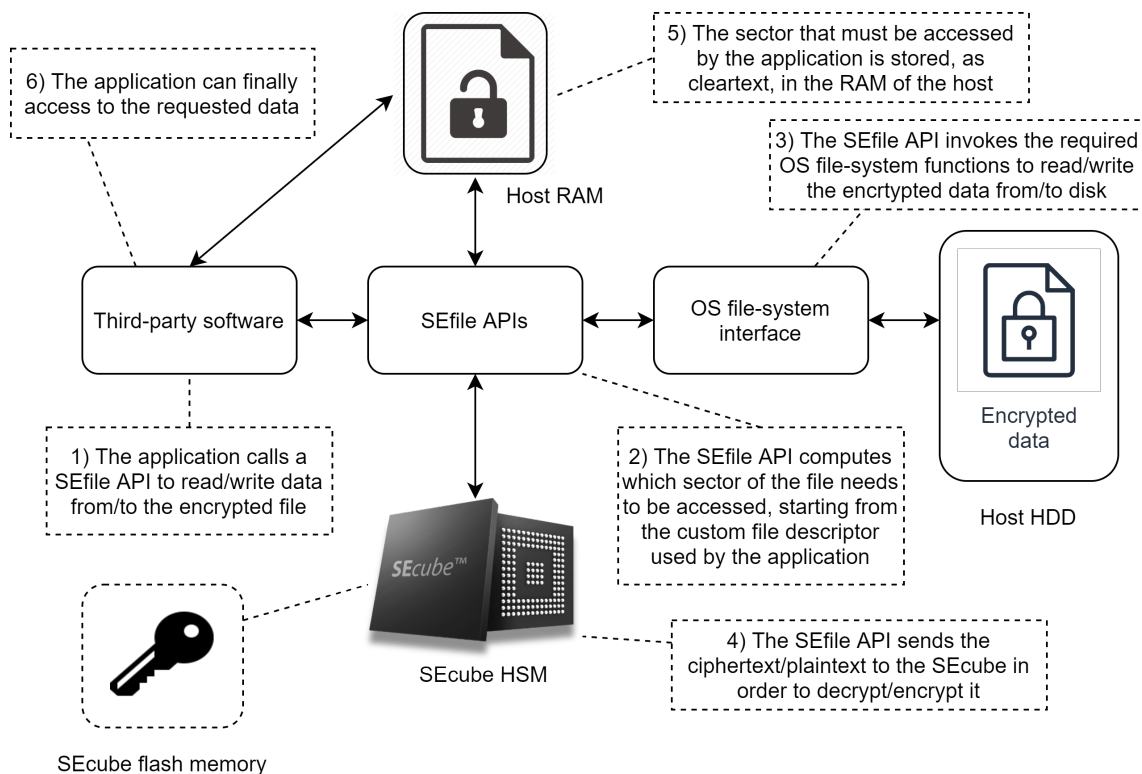 5) The sector that must be accessed
by the application is stored, as
cleartext, in the RAM of the host
6) The application can finally
access to the requested data
3) The SEfile API invokes the required
OS file-system functions to read/write
the encrtypted data from/to disk
Host RAM
Third-party software
SEfile APIs
OS file-system
interface
Encrypted
data
Host HDD
1) The application calls a
SEfile API to read/write data
from/to the encrypted file
2) The SEfile API computes
which sector of the file needs
to be accessed, starting from
the custom file descriptor
used by the application
SEcube™
SEcube HSM
4) The SEfile API sends the
ciphertext/plaintext to the SEcube in
order to decrypt/encrypt it
SEcube flash memory